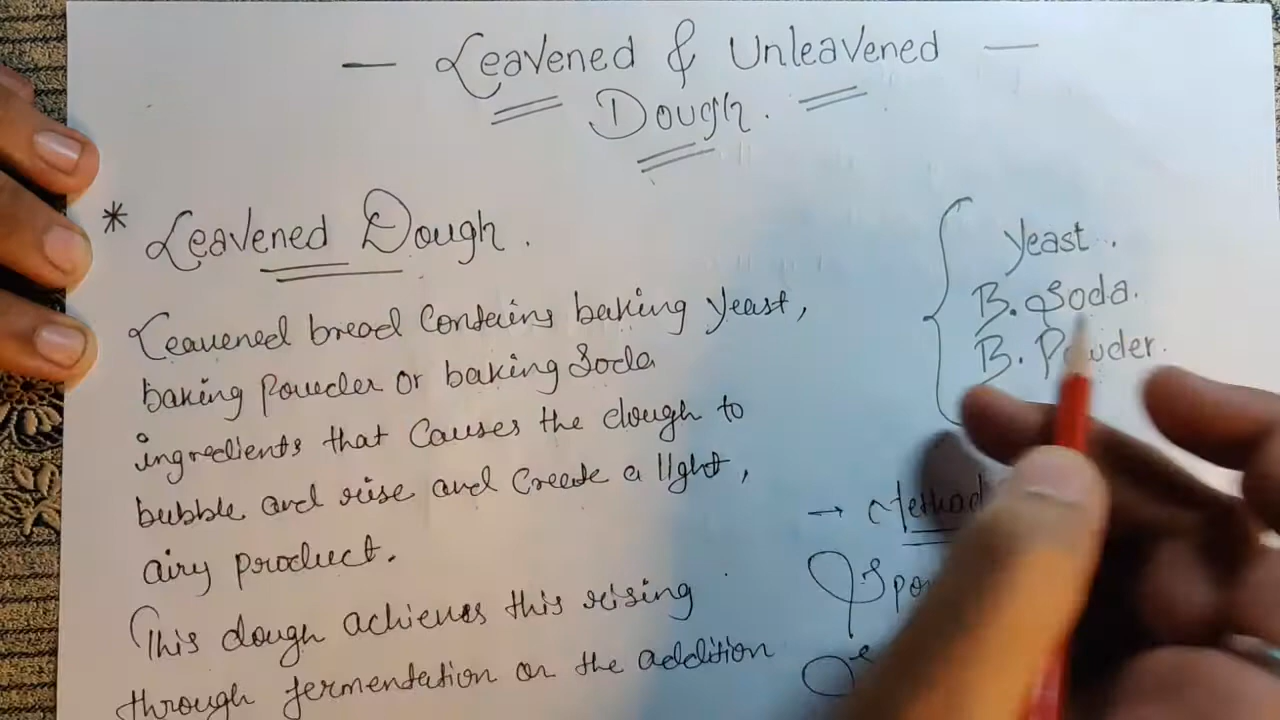 — Leavened & Unleavened —
Dough.
* Leavened Dough.
Leavened bread contains baking yeast,
baking powder or baking soda
ingredients that causes the dough to
bubble and rise and create a light,
airy product.
This dough achieves this rising
through fermentation or the addition
yeast.
B. Soda.
B. Powder.
→ Method